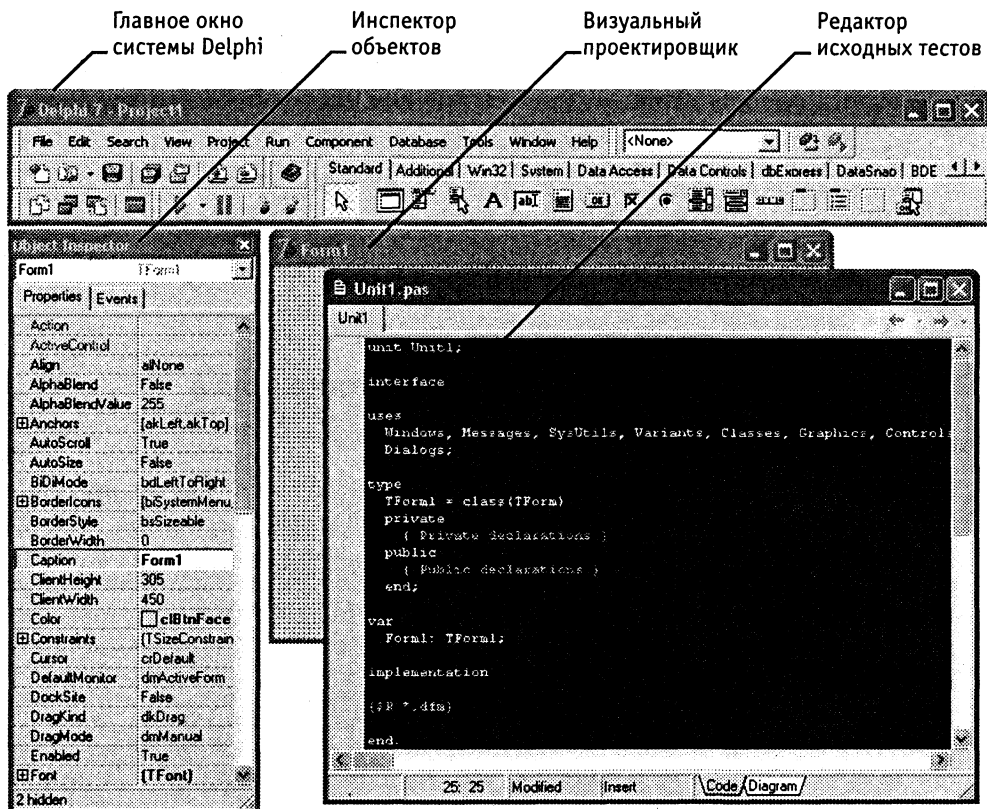 Главное окно
системы Delphi
Инспектор
объектов
Визуальный
проектировщик
Редактор
исходных тестов
Delphi 7 - Project1
File Edit Search View Project Run Component Database Tools Window Help <None>
Standard Additional Win32 System Data Access Data Controls dbExpress DataSnap BDE
Object Inspector
Form1 TForm1
Properties Events
Action
ActiveControl
Align alNone
AlphaBlend False
AlphaBlendValue 255
Anchors [akLeft,akTop]
AutoScroll True
AutoSize False
BiDiMode bdLeftToRight
BorderIcons [biSystemMenu,
BorderStyle bsSizeable
BorderWidth 0
Caption Form1
ClientHeight 305
ClientWidth 450
Color clBtnFace
Constraints (TSizeConstrain
Cursor crDefault
DefaultMonitor dmActiveForm
DockSite False
DragKind dkDrag
DragMode dmManual
Enabled True
Font (TFont)
2 hidden
Form1
Unit1.pas
Unit1
unit Unit1;
interface
uses
Windows, Messages, SysUtils, Variants, Classes, Graphics, Controls
Dialogs;
type
TForm1 = class(TForm)
private
{ Private declarations }
public
{ Public declarations }
end;
var
Form1: TForm1;
implementation
{$R *.dfm}
end.
25: 25 Modified Insert Code Diagram